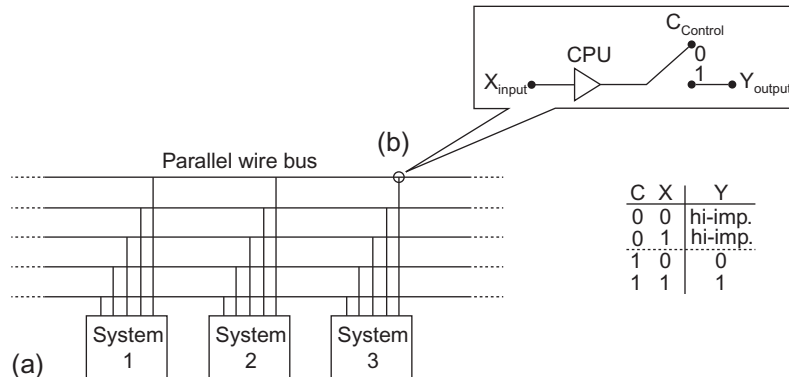 C_Control
CPU
0
1
X_input
Y_output
(b)
Parallel wire bus
C X Y
0 0 hi-imp.
0 1 hi-imp.
1 0 0
1 1 1
System
1
System
2
System
3
(a)